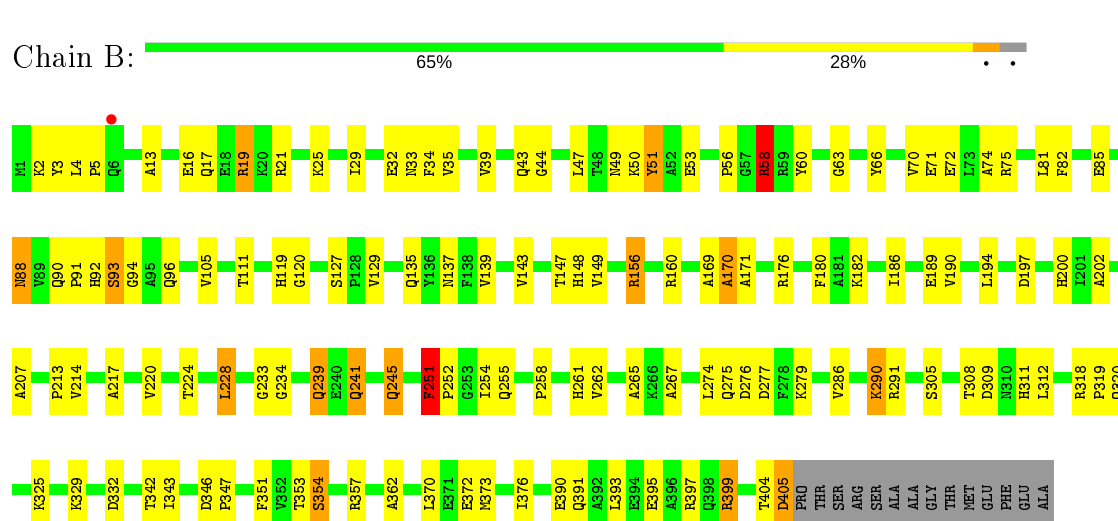 Chain B:
65% 28% • •
M1 K2 Y3 L4 P5 Q6 A13 E16 Q17 E18 R19 K20 R21 K25 I29 E32 N33 F34 V35 V39 Q43 G44 L47 T48 N49 K50 Y51 A52 E53 P56 G57 R58 R59 Y60 G63 Y66 V70 E71 E72 L73 A74 R75 L81 F82 E85
N88 V89 Q90 P91 H92 S93 G94 A95 Q96 V105 T111 H119 G120 S127 P128 V129 Q135 Y136 N137 F138 V139 V143 T147 H148 V149 R156 R160 A169 A170 A171 R176 F180 A181 K182 I186 E189 V190 L194 D197 H200 I201 A202
A207 P213 V214 A217 V220 T224 L228 G233 G234 Q239 E240 Q241 Q245 F251 P252 G253 I254 Q255 P258 H261 V262 A265 K266 A267 L274 Q275 D276 D277 F278 K279 V286 K290 R291 S305 T308 D309 N310 H311 L312 R318 P319
K325 K329 D332 T342 I343 D346 P347 F351 V352 T353 S354 R357 A362 L370 E371 E372 M373 I376 E390 Q391 A392 L393 E394 E395 A396 R397 Q398 R399 T404 D405 PRO THR SER ARG SER ALA ALA GLY THR MET GLU PHE GLU ALA